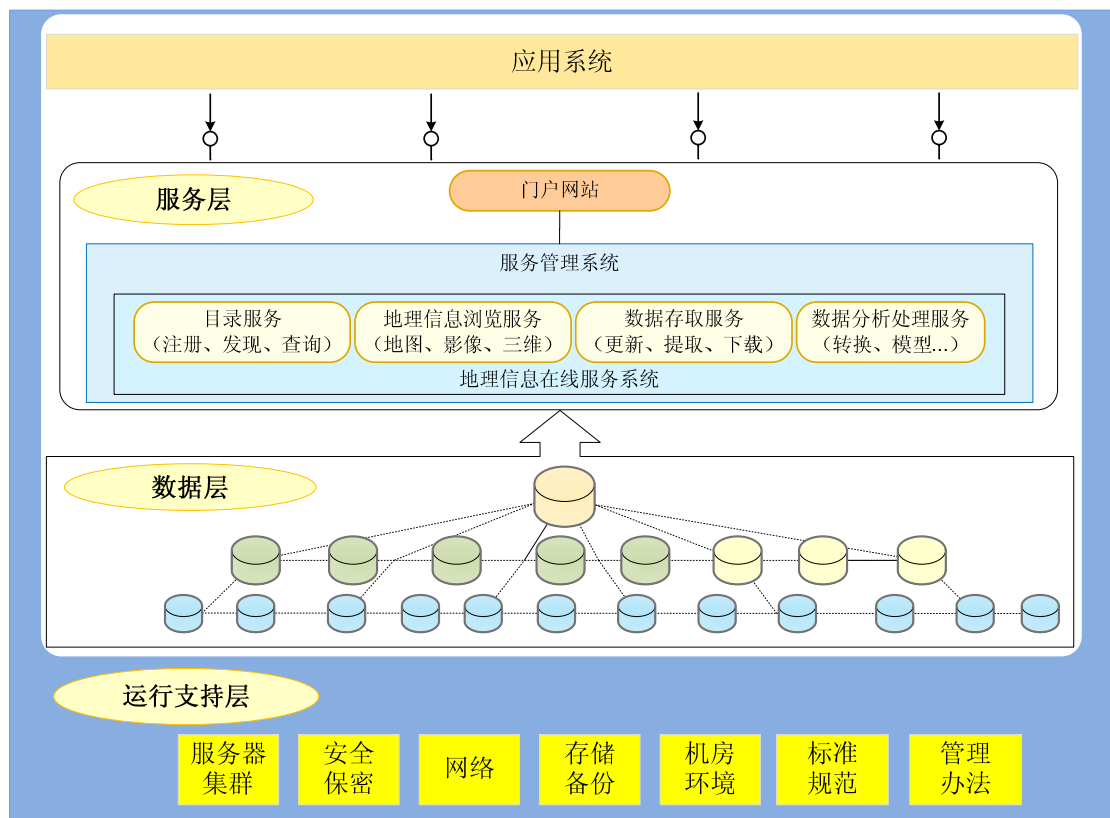 应用系统
服务层
门户网站
服务管理系统
目录服务
（注册、发现、查询）
地理信息浏览服务
（地图、影像、三维）
数据存取服务
（更新、提取、下载）
数据分析处理服务
（转换、模型...）
地理信息在线服务系统
数据层
运行支持层
服务器
集群
安全
保密
网络
存储
备份
机房
环境
标准
规范
管理
办法